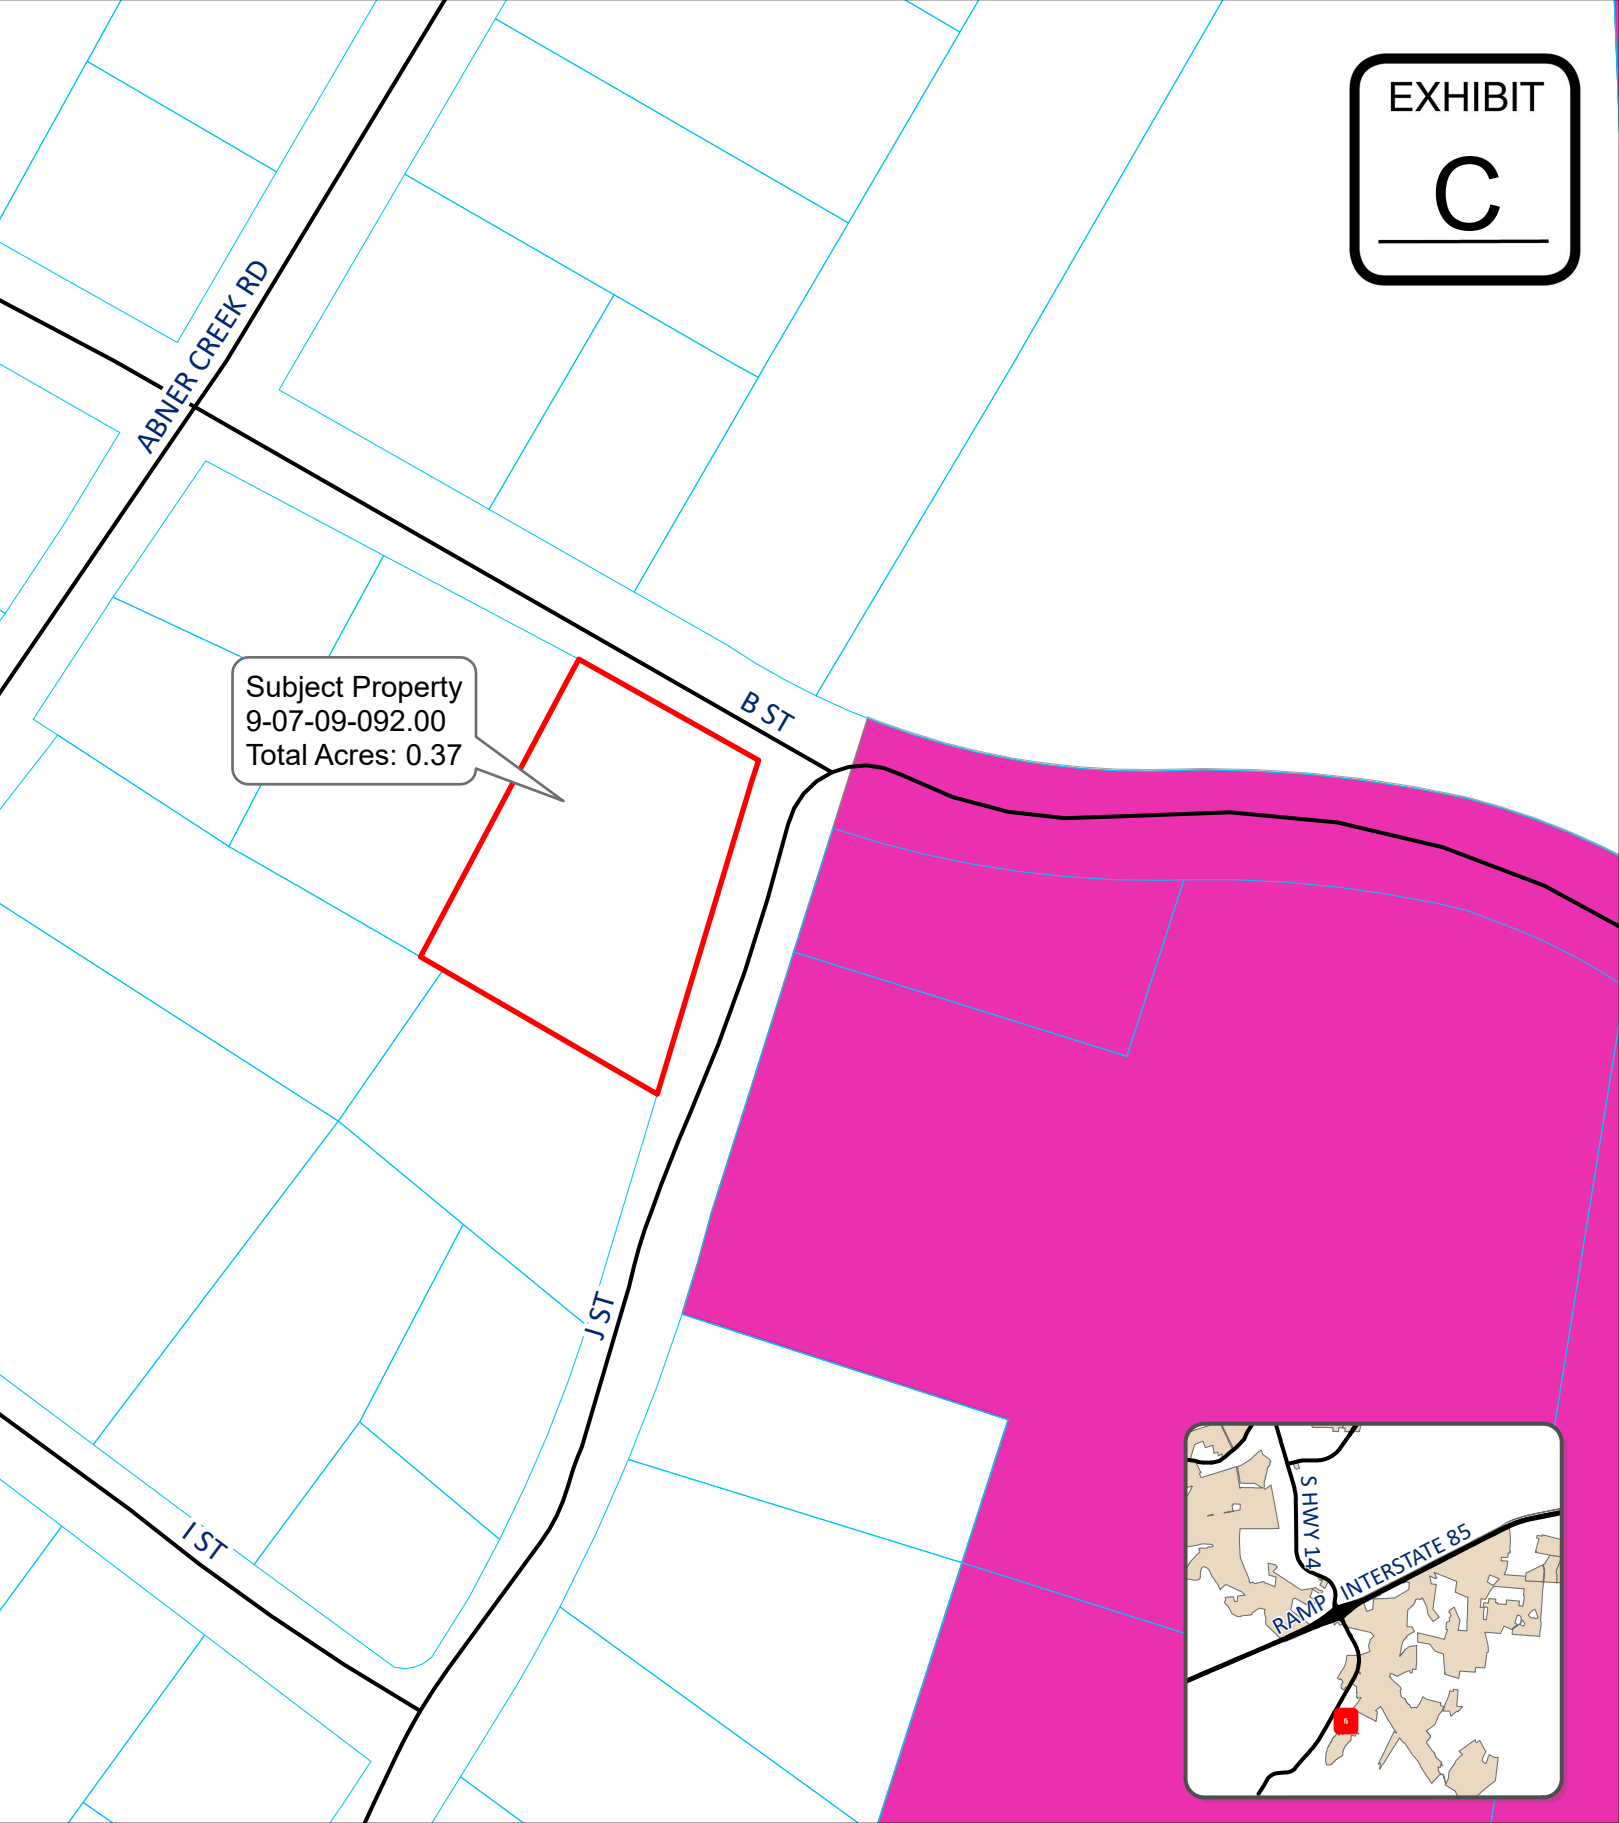 EXHIBIT
C
ABNER CREEK RD
Subject Property
9-07-09-092.00
Total Acres: 0.37
B ST
J ST
I ST
S HWY 14
INTERSTATE 85
RAMP